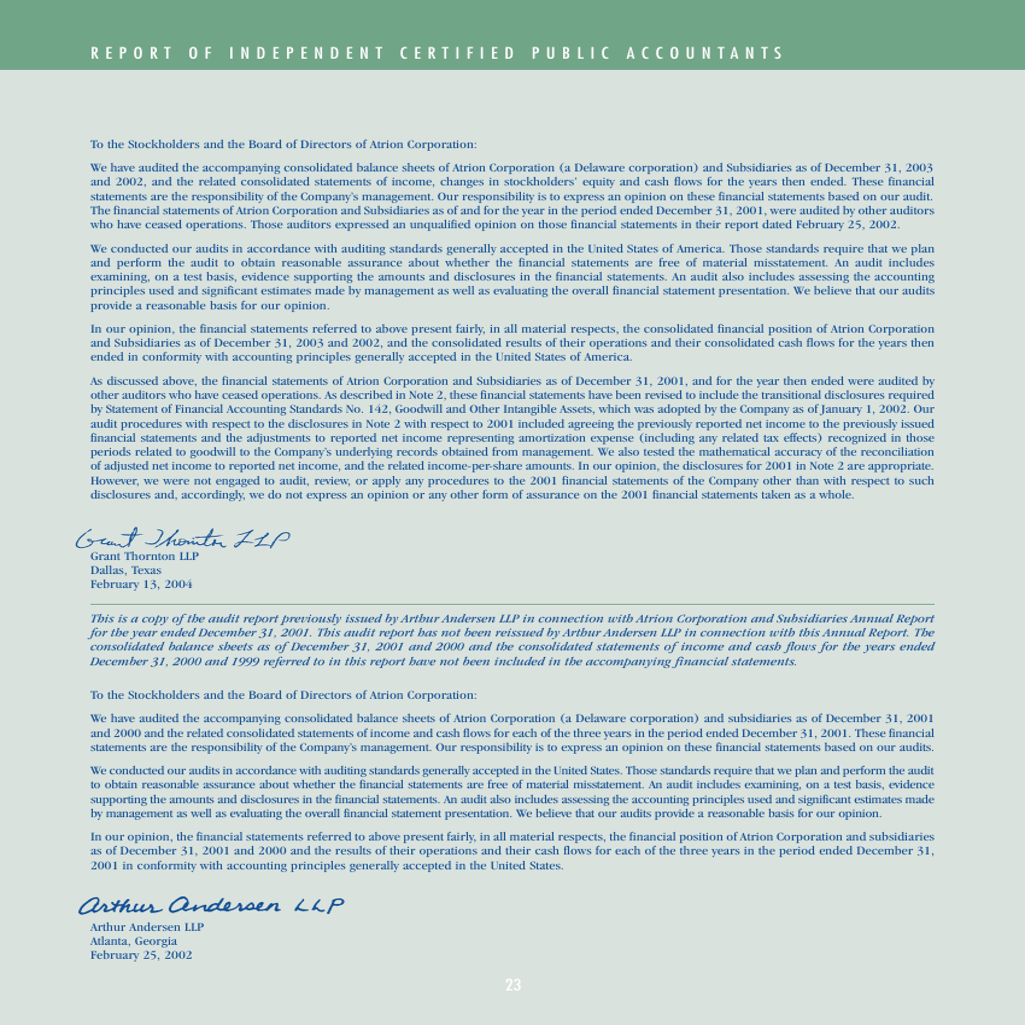 REPORT OF INDEPENDENT CERTIFIED PUBLIC ACCOUNTANTS
To the Stockholders and the Board of Directors of Atrion Corporation:
We have audited the accompanying consolidated balance sheets of Atrion Corporation (a Delaware corporation) and Subsidiaries as of December 31, 2003
and 2002, and the related consolidated statements of income, changes in stockholders' equity and cash flows for the years then ended. These financial
statements are the responsibility of the Company's management. Our responsibility is to express an opinion on these financial statements based on our audit.
The financial statements of Atrion Corporation and Subsidiaries as of and for the year in the period ended December 31, 2001, were audited by other auditors
who have ceased operations. Those auditors expressed an unqualified opinion on those financial statements in their report dated February 25, 2002.
We conducted our audits in accordance with auditing standards generally accepted in the United States of America. Those standards require that we plan
and perform the audit to obtain reasonable assurance about whether the financial statements are free of material misstatement. An audit includes
examining, on a test basis, evidence supporting the amounts and disclosures in the financial statements. An audit also includes assessing the accounting
principles used and significant estimates made by management as well as evaluating the overall financial statement presentation. We believe that our audits
provide a reasonable basis for our opinion.
In our opinion, the financial statements referred to above present fairly, in all material respects, the consolidated financial position of Atrion Corporation
and Subsidiaries as of December 31, 2003 and 2002, and the consolidated results of their operations and their consolidated cash flows for the years then
ended in conformity with accounting principles generally accepted in the United States of America.
As discussed above, the financial statements of Atrion Corporation and Subsidiaries as of December 31, 2001, and for the year then ended were audited by
other auditors who have ceased operations. As described in Note 2, these financial statements have been revised to include the transitional disclosures required
by Statement of Financial Accounting Standards No. 142, Goodwill and Other Intangible Assets, which was adopted by the Company as of January 1, 2002. Our
audit procedures with respect to the disclosures in Note 2 with respect to 2001 included agreeing the previously reported net income to the previously issued
financial statements and the adjustments to reported net income representing amortization expense (including any related tax effects) recognized in those
periods related to goodwill to the Company's underlying records obtained from management. We also tested the mathematical accuracy of the reconciliation
of adjusted net income to reported net income, and the related income-per-share amounts. In our opinion, the disclosures for 2001 in Note 2 are appropriate.
However, we were not engaged to audit, review, or apply any procedures to the 2001 financial statements of the Company other than with respect to such
disclosures and, accordingly, we do not express an opinion or any other form of assurance on the 2001 financial statements taken as a whole.
Grant Thornton LLP
Grant Thornton LLP
Dallas, Texas
February 13, 2004
This is a copy of the audit report previously issued by Arthur Andersen LLP in connection with Atrion Corporation and Subsidiaries Annual Report
for the year ended December 31, 2001. This audit report has not been reissued by Arthur Andersen LLP in connection with this Annual Report. The
consolidated balance sheets as of December 31, 2001 and 2000 and the consolidated statements of income and cash flows for the years ended
December 31, 2000 and 1999 referred to in this report have not been included in the accompanying financial statements.
To the Stockholders and the Board of Directors of Atrion Corporation:
We have audited the accompanying consolidated balance sheets of Atrion Corporation (a Delaware corporation) and subsidiaries as of December 31, 2001
and 2000 and the related consolidated statements of income and cash flows for each of the three years in the period ended December 31, 2001. These financial
statements are the responsibility of the Company's management. Our responsibility is to express an opinion on these financial statements based on our audits.
We conducted our audits in accordance with auditing standards generally accepted in the United States. Those standards require that we plan and perform the audit
to obtain reasonable assurance about whether the financial statements are free of material misstatement. An audit includes examining, on a test basis, evidence
supporting the amounts and disclosures in the financial statements. An audit also includes assessing the accounting principles used and significant estimates made
by management as well as evaluating the overall financial statement presentation. We believe that our audits provide a reasonable basis for our opinion.
In our opinion, the financial statements referred to above present fairly, in all material respects, the financial position of Atrion Corporation and subsidiaries
as of December 31, 2001 and 2000 and the results of their operations and their cash flows for each of the three years in the period ended December 31,
2001 in conformity with accounting principles generally accepted in the United States.
Arthur Andersen LLP
Arthur Andersen LLP
Atlanta, Georgia
February 25, 2002
23